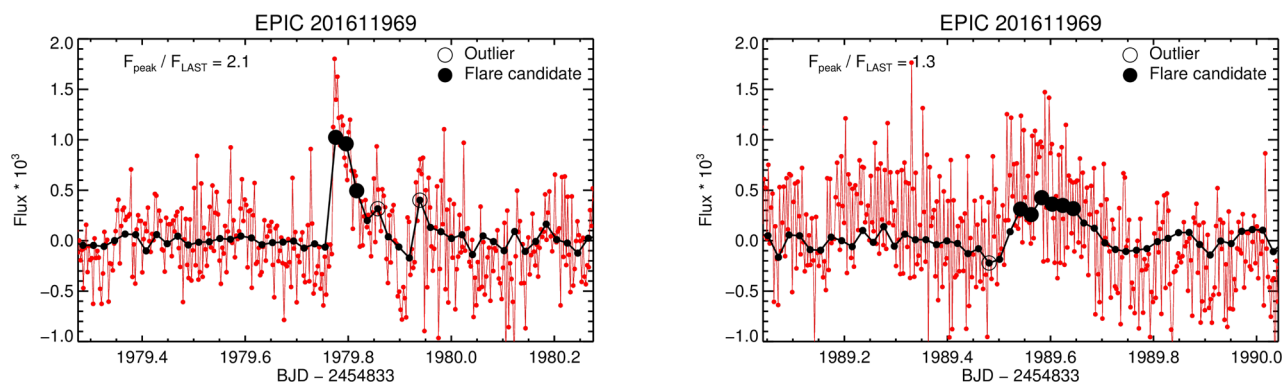 EPIC 201611969
F_peak / F_LAST = 2.1
Outlier
Flare candidate
2.0
1.5
1.0
0.5
0.0
−0.5
−1.0
Flux * 10^3
1979.4 1979.6 1979.8 1980.0 1980.2
BJD − 2454833
EPIC 201611969
F_peak / F_LAST = 1.3
Outlier
Flare candidate
2.0
1.5
1.0
0.5
0.0
−0.5
−1.0
Flux * 10^3
1989.2 1989.4 1989.6 1989.8 1990.0
BJD − 2454833